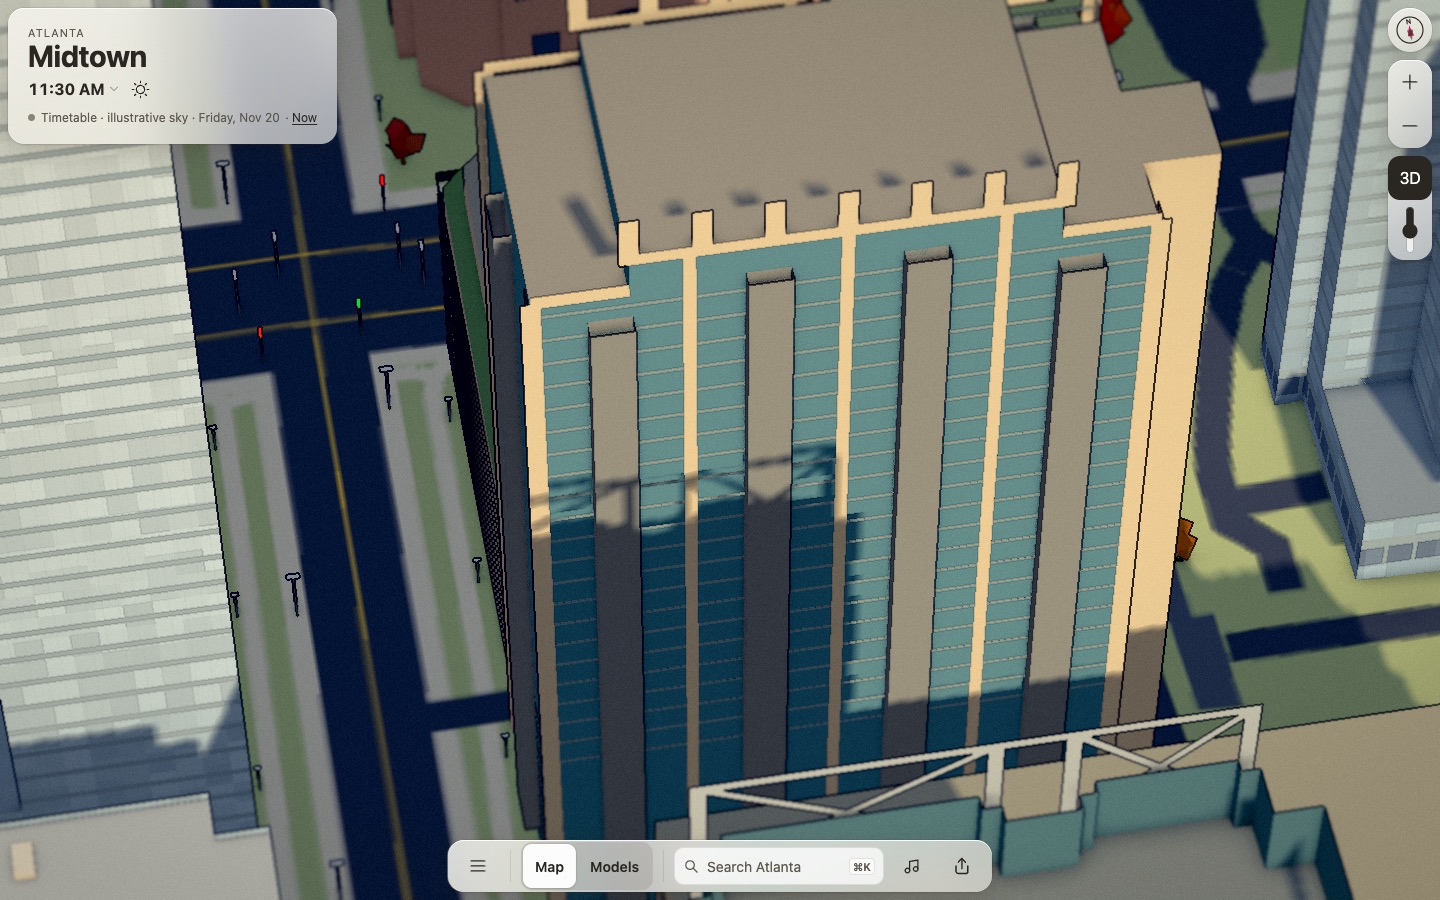 ATLANTA
Midtown
11:30 AM
Timetable · illustrative sky · Friday, Nov 20 · Now
N
3D
Map
Models
Search Atlanta
⌘K